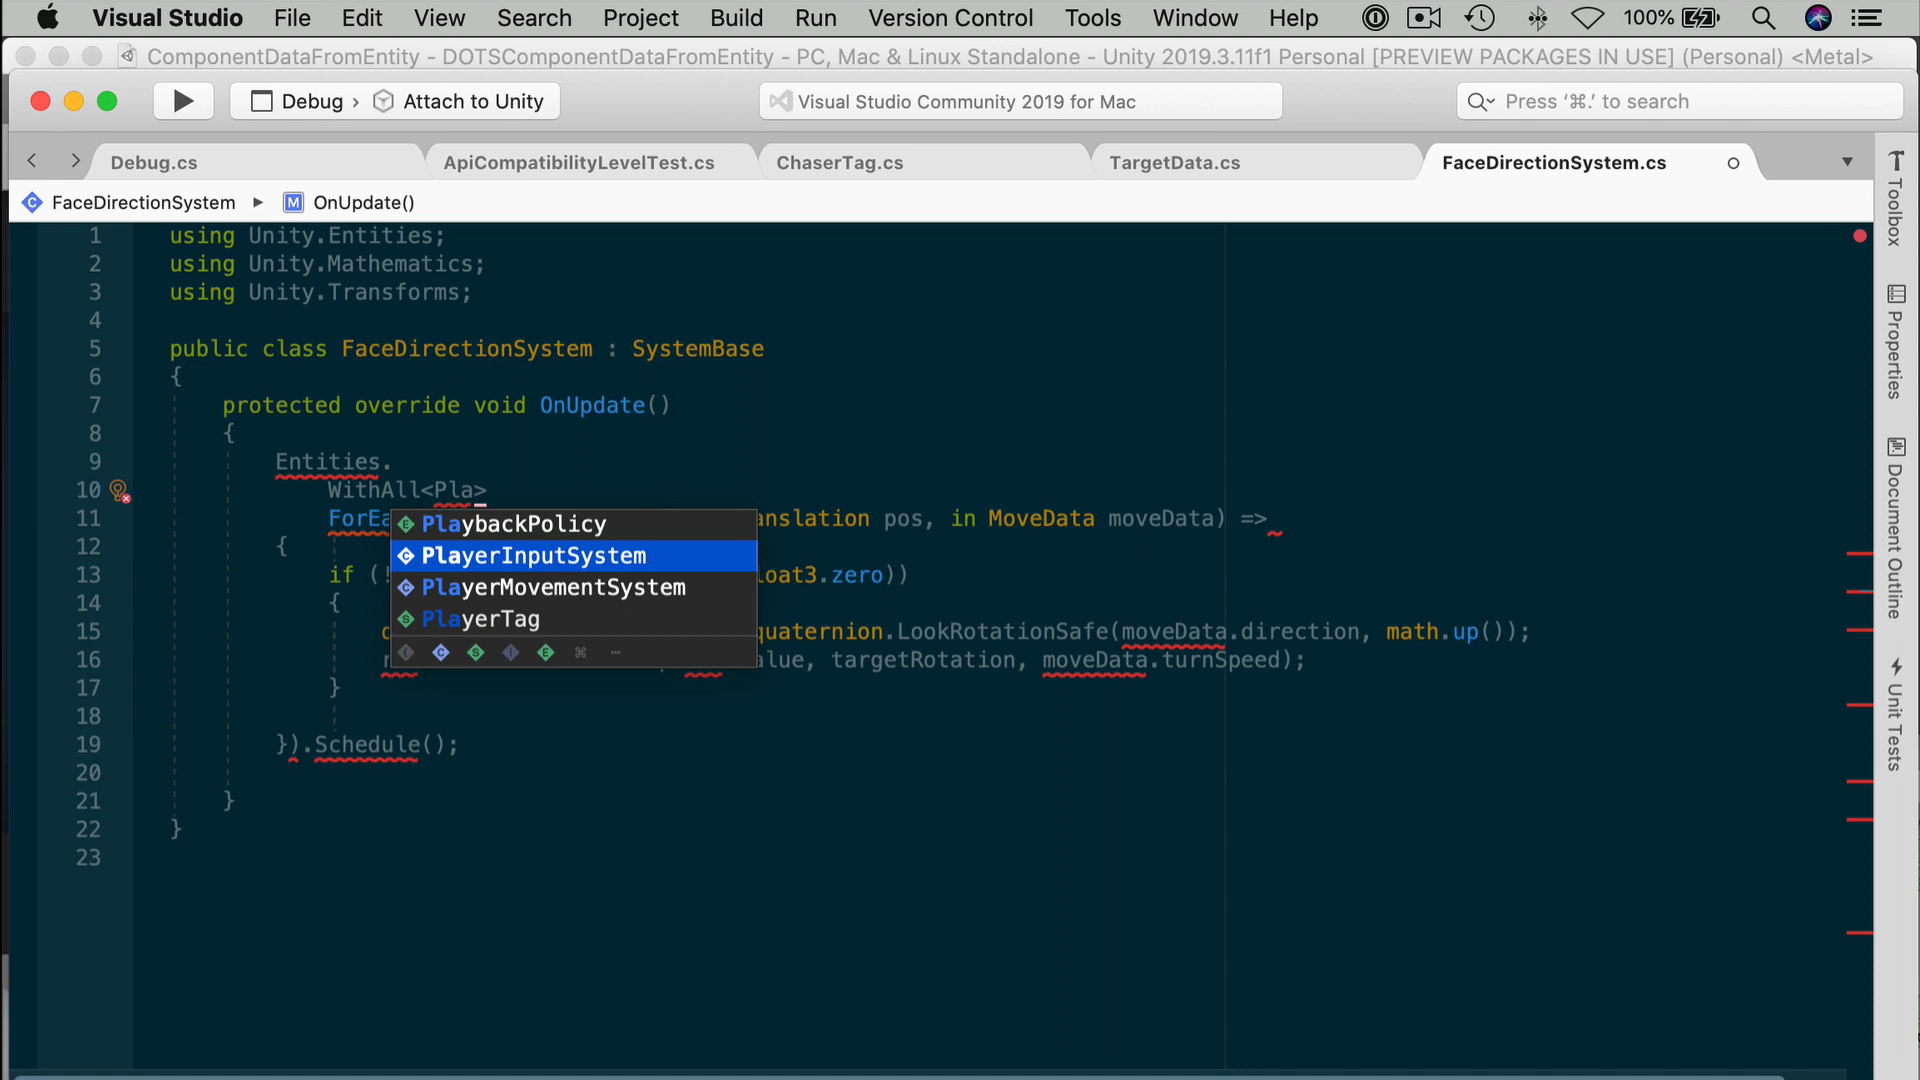 Visual Studio File Edit View Search Project Build Run Version Control Tools Window Help 100%
ComponentDataFromEntity - DOTSComponentDataFromEntity - PC, Mac & Linux Standalone - Unity 2019.3.11f1 Personal [PREVIEW PACKAGES IN USE] (Personal) <Metal>
Debug › Attach to Unity Visual Studio Community 2019 for Mac Press ‘⌘.’ to search
Debug.cs ApiCompatibilityLevelTest.cs ChaserTag.cs TargetData.cs FaceDirectionSystem.cs
FaceDirectionSystem ▸ M OnUpdate()
1 using Unity.Entities;
2 using Unity.Mathematics;
3 using Unity.Transforms;
4
5 public class FaceDirectionSystem : SystemBase
6 {
7 protected override void OnUpdate()
8 {
9 Entities.
10 WithAll<Pla>
11 ForEa anslation pos, in MoveData moveData) =>
12 {
13 if (! loat3.zero))
14 {
15 quaternion.LookRotationSafe(moveData.direction, math.up());
16 alue, targetRotation, moveData.turnSpeed);
17 }
18
19 }).Schedule();
20
21 }
22 }
23
PlaybackPolicy
PlayerInputSystem
PlayerMovementSystem
PlayerTag
Toolbox
Properties
Document Outline
Unit Tests